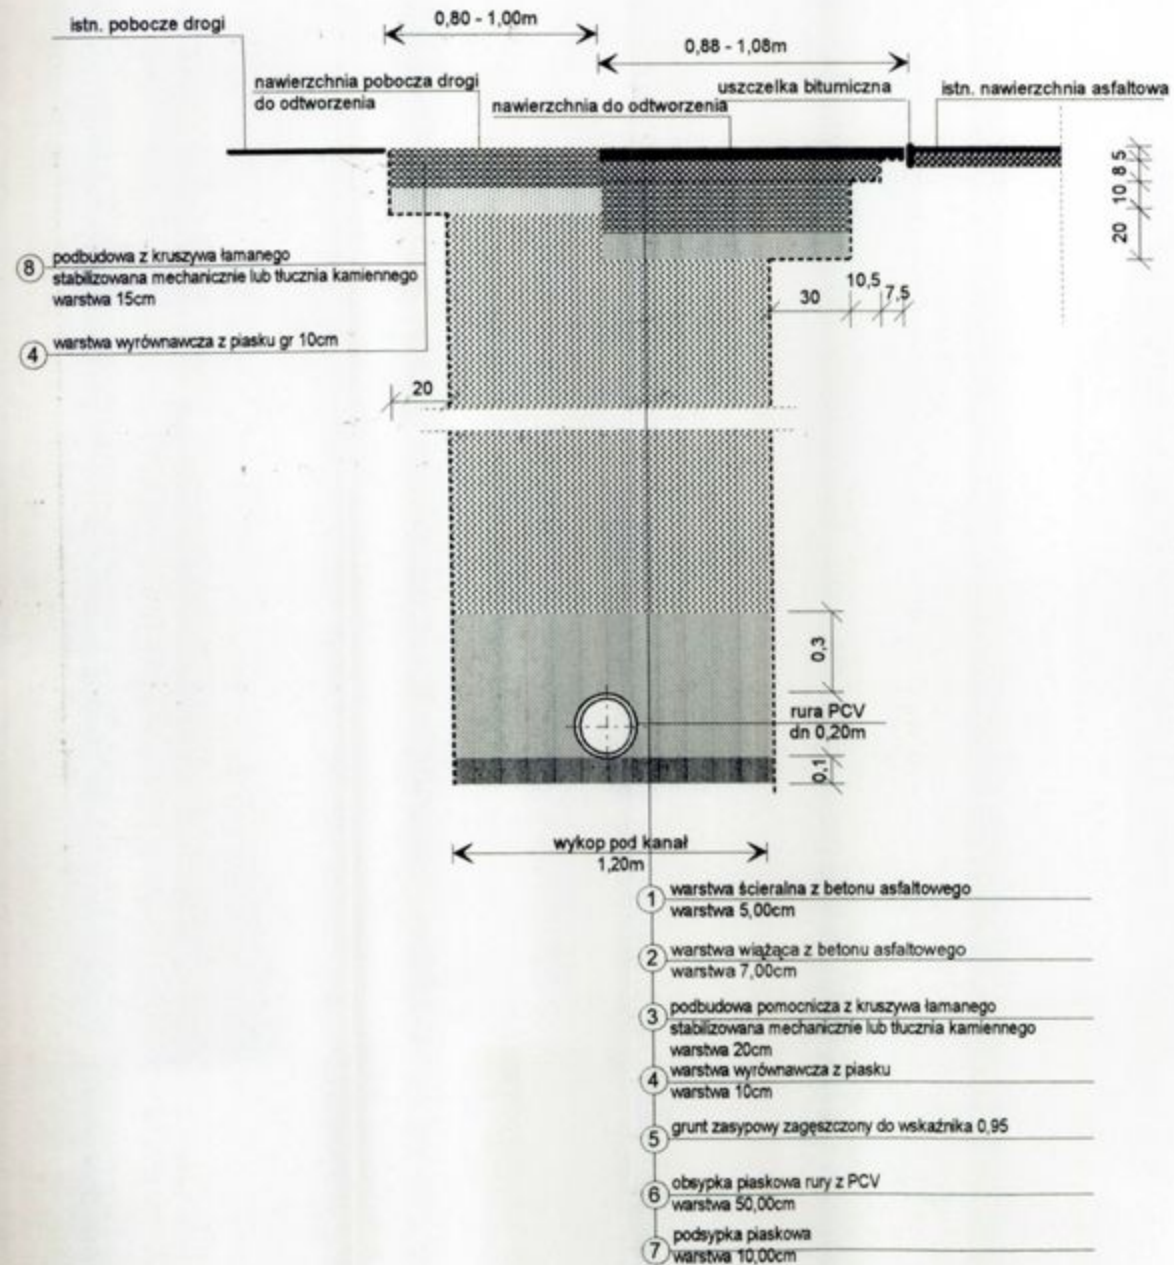 istn. pobocze drogi
0,80 - 1,00m
0,88 - 1,08m
nawierzchnia pobocza drogi
do odtworzenia
nawierzchnia do odtworzenia
uszczelka bitumiczna
istn. nawierzchnia asfaltowa
5
8
10
20
8 podbudowa z kruszywa łamanego
stabilizowana mechanicznie lub tłucznia kamiennego
warstwa 15cm
4 warstwa wyrównawcza z piasku gr 10cm
30
10,5
7,5
20
0,3
rura PCV
dn 0,20m
0,1
wykop pod kanał
1,20m
1 warstwa ścieralna z betonu asfaltowego
warstwa 5,00cm
2 warstwa wiążąca z betonu asfaltowego
warstwa 7,00cm
3 podbudowa pomocnicza z kruszywa łamanego
stabilizowana mechanicznie lub tłucznia kamiennego
warstwa 20cm
4 warstwa wyrównawcza z piasku
warstwa 10cm
5 grunt zasypowy zagęszczony do wskaźnika 0,95
6 obsypka piaskowa rury z PCV
warstwa 50,00cm
7 podsypka piaskowa
warstwa 10,00cm